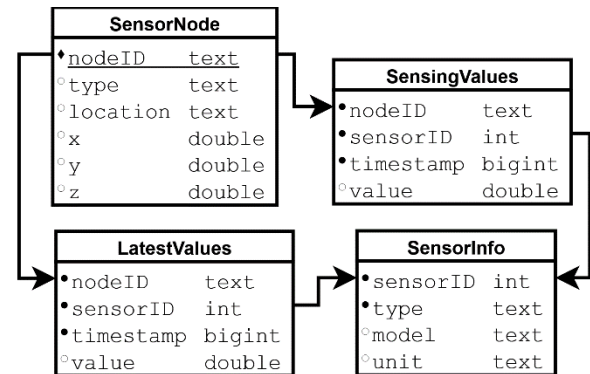 SensorNode
nodeID text
type text
location text
x double
y double
z double
SensingValues
nodeID text
sensorID int
timestamp bigint
value double
LatestValues
nodeID text
sensorID int
timestamp bigint
value double
SensorInfo
sensorID int
type text
model text
unit text